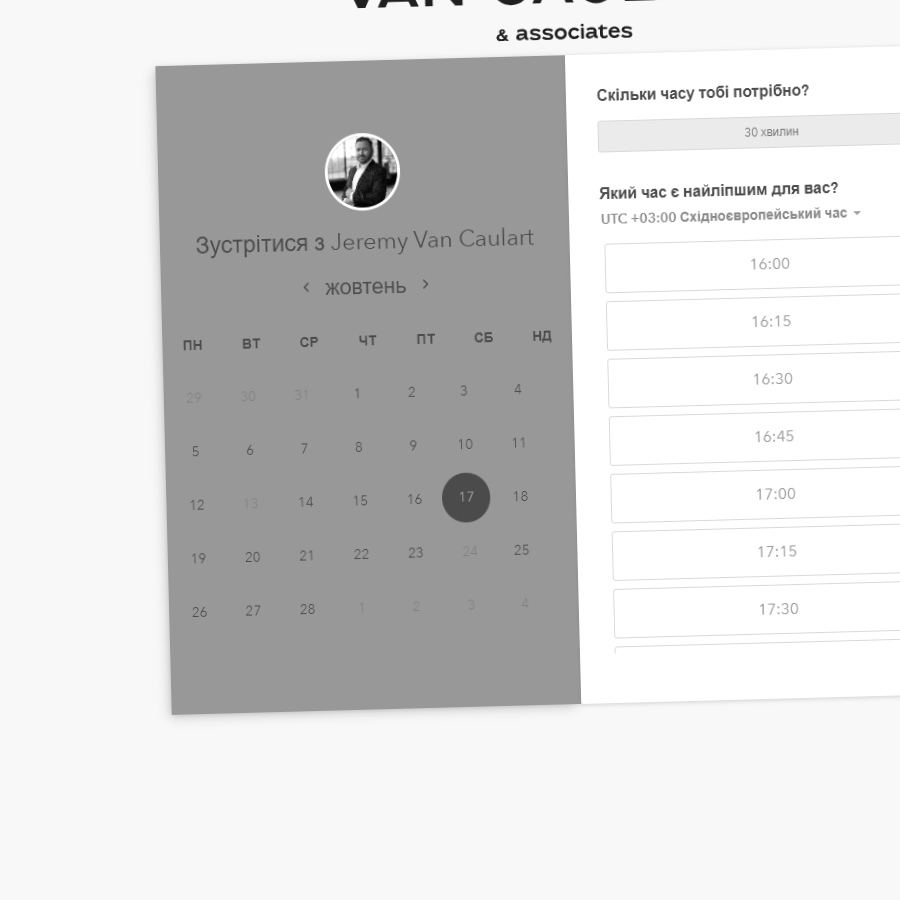 & associates
Зустрітися з Jeremy Van Caulart
жовтень
ПН ВТ СР ЧТ ПТ СБ НД
29 30 31 1 2 3 4
5 6 7 8 9 10 11
12 13 14 15 16 17 18
19 20 21 22 23 24 25
26 27 28 1 2 3 4
Скільки часу тобі потрібно?
30 хвилин
Який час є найліпшим для вас?
UTC +03:00 Східноєвропейський час
16:00
16:15
16:30
16:45
17:00
17:15
17:30